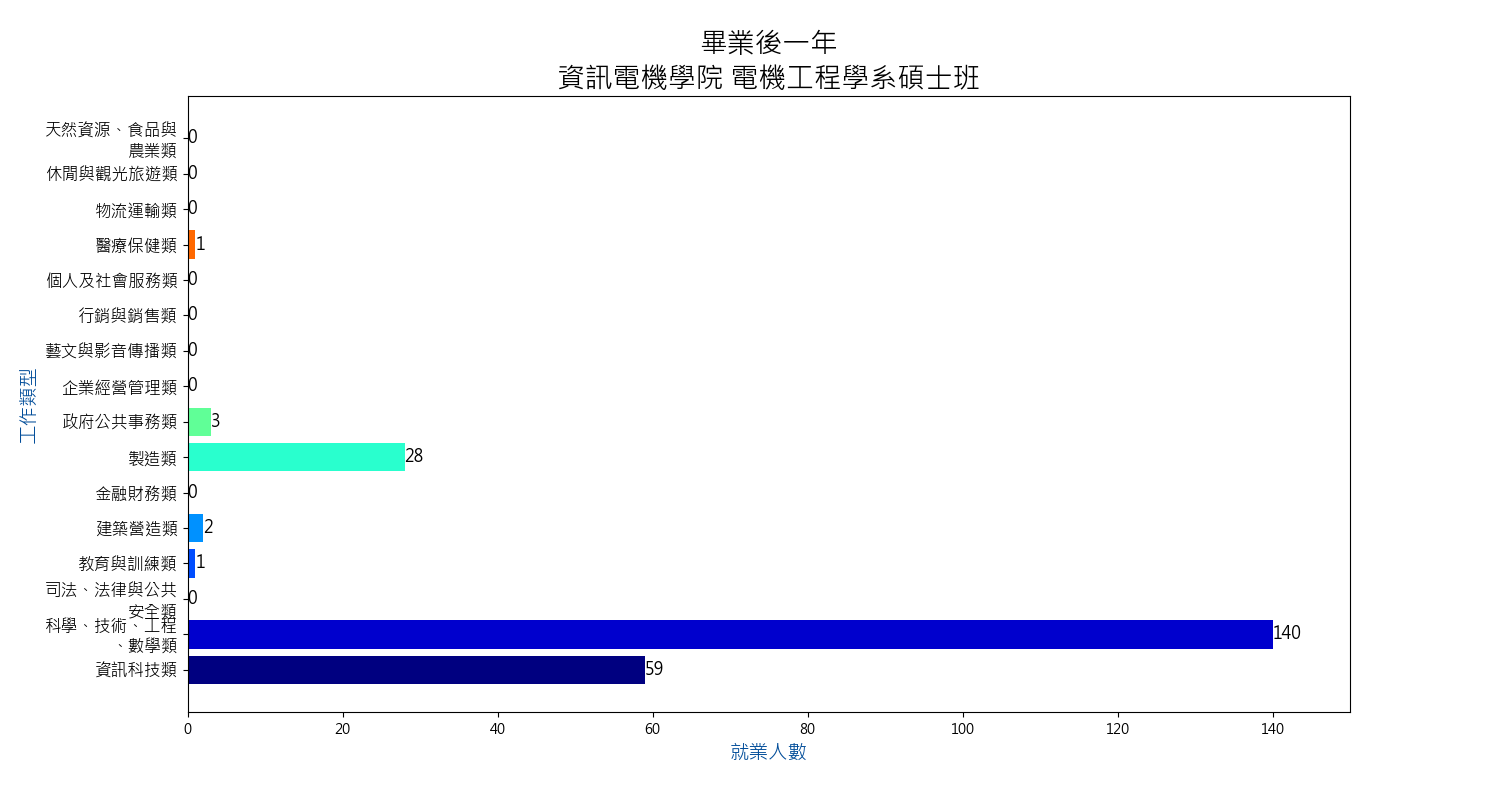 畢業後一年
資訊電機學院 電機工程學系碩士班
工作類型
天然資源、食品與
農業類
0
休閒與觀光旅遊類
0
物流運輸類
0
醫療保健類
1
個人及社會服務類
0
行銷與銷售類
0
藝文與影音傳播類
0
企業經營管理類
0
政府公共事務類
3
製造類
28
金融財務類
0
建築營造類
2
教育與訓練類
1
司法、法律與公共
安全類
0
科學、技術、工程
、數學類
140
資訊科技類
59
0 20 40 60 80 100 120 140
就業人數